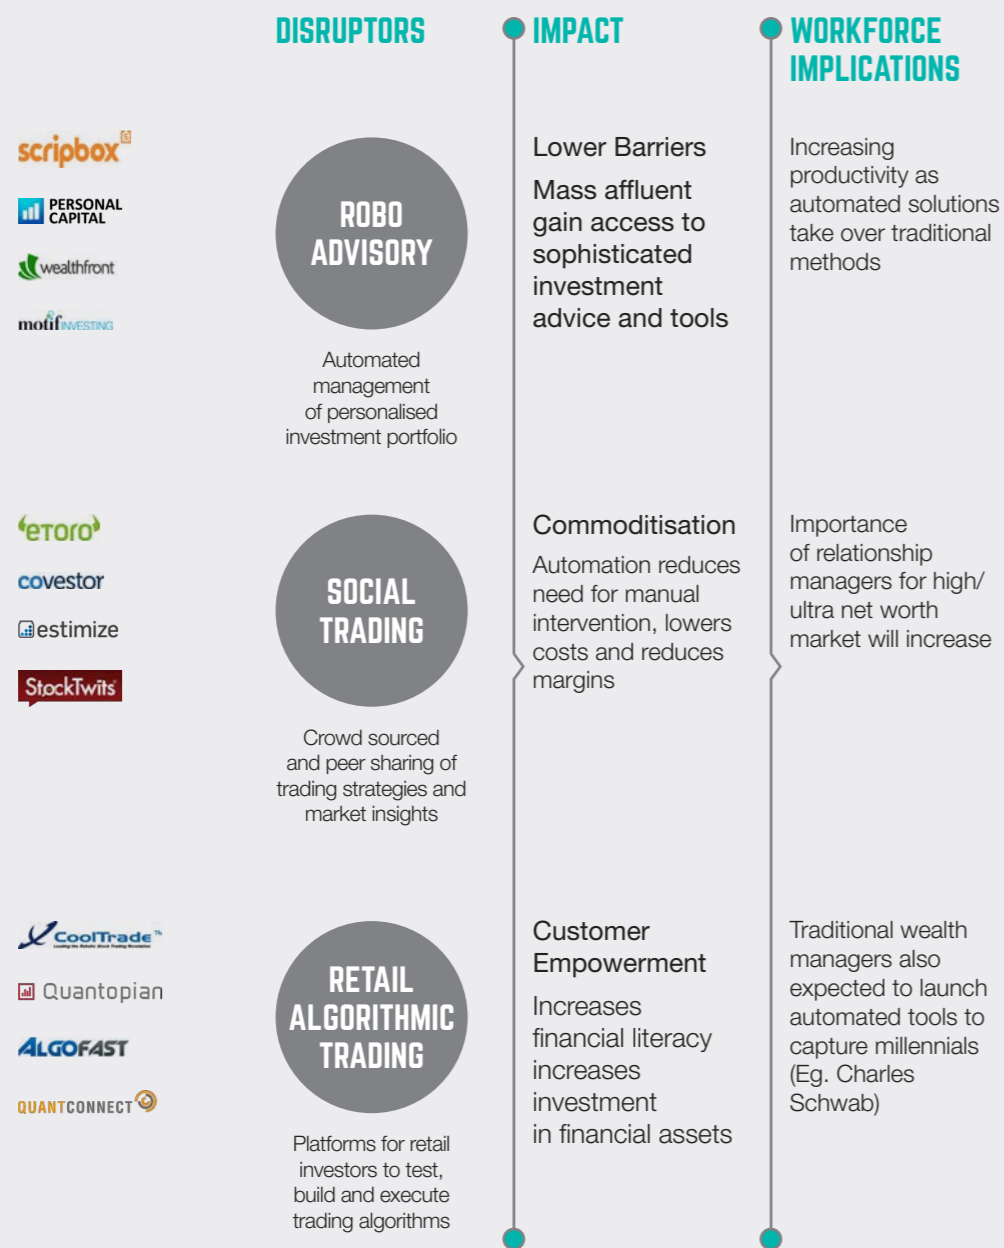 DISRUPTORS
IMPACT
WORKFORCE
IMPLICATIONS
scripbox
PERSONAL
CAPITAL
wealthfront
motif INVESTING
ROBO
ADVISORY
Automated
management
of personalised
investment portfolio
Lower Barriers
Mass affluent
gain access to
sophisticated
investment
advice and tools
Increasing
productivity as
automated solutions
take over traditional
methods
eToro
covestor
estimize
StockTwits
SOCIAL
TRADING
Crowd sourced
and peer sharing of
trading strategies and
market insights
Commoditisation
Automation reduces
need for manual
intervention, lowers
costs and reduces
margins
Importance
of relationship
managers for high/
ultra net worth
market will increase
CoolTrade™
Quantopian
ALGOFAST
QUANTCONNECT
RETAIL
ALGORITHMIC
TRADING
Platforms for retail
investors to test,
build and execute
trading algorithms
Customer
Empowerment
Increases
financial literacy
increases
investment
in financial assets
Traditional wealth
managers also
expected to launch
automated tools to
capture millennials
(Eg. Charles
Schwab)